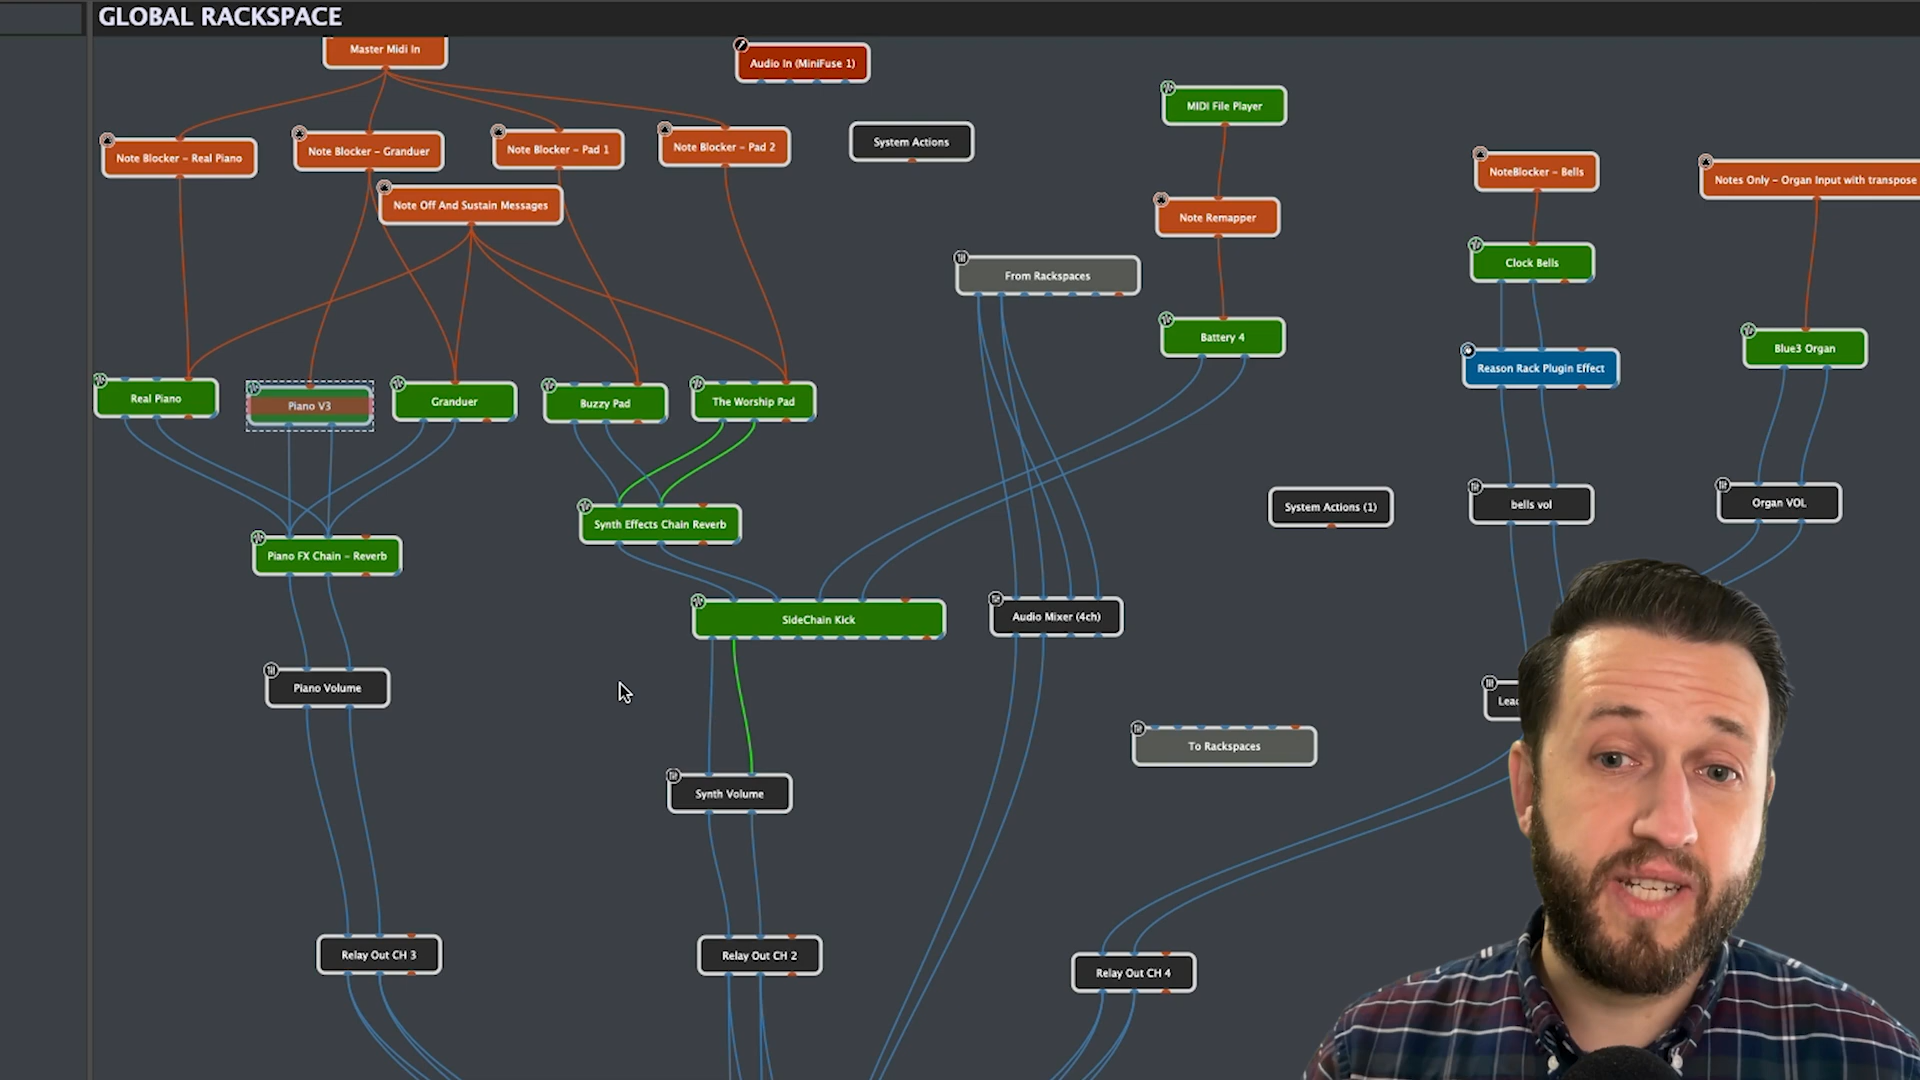 GLOBAL RACKSPACE
Master Midi In
Audio In (MiniFuse 1)
MIDI File Player
System Actions
Note Blocker - Real Piano
Note Blocker - Granduer
Note Blocker - Pad 1
Note Blocker - Pad 2
NoteBlocker - Bells
Notes Only - Organ Input with transpose
Note Off And Sustain Messages
Note Remapper
Clock Bells
From Rackspaces
Battery 4
Blue3 Organ
Reason Rack Plugin Effect
Real Piano
Piano V3
Granduer
Buzzy Pad
The Worship Pad
System Actions (1)
bells vol
Organ VOL
Synth Effects Chain Reverb
Piano FX Chain - Reverb
SideChain Kick
Audio Mixer (4ch)
Piano Volume
Lead
To Rackspaces
Synth Volume
Relay Out CH 3
Relay Out CH 2
Relay Out CH 4